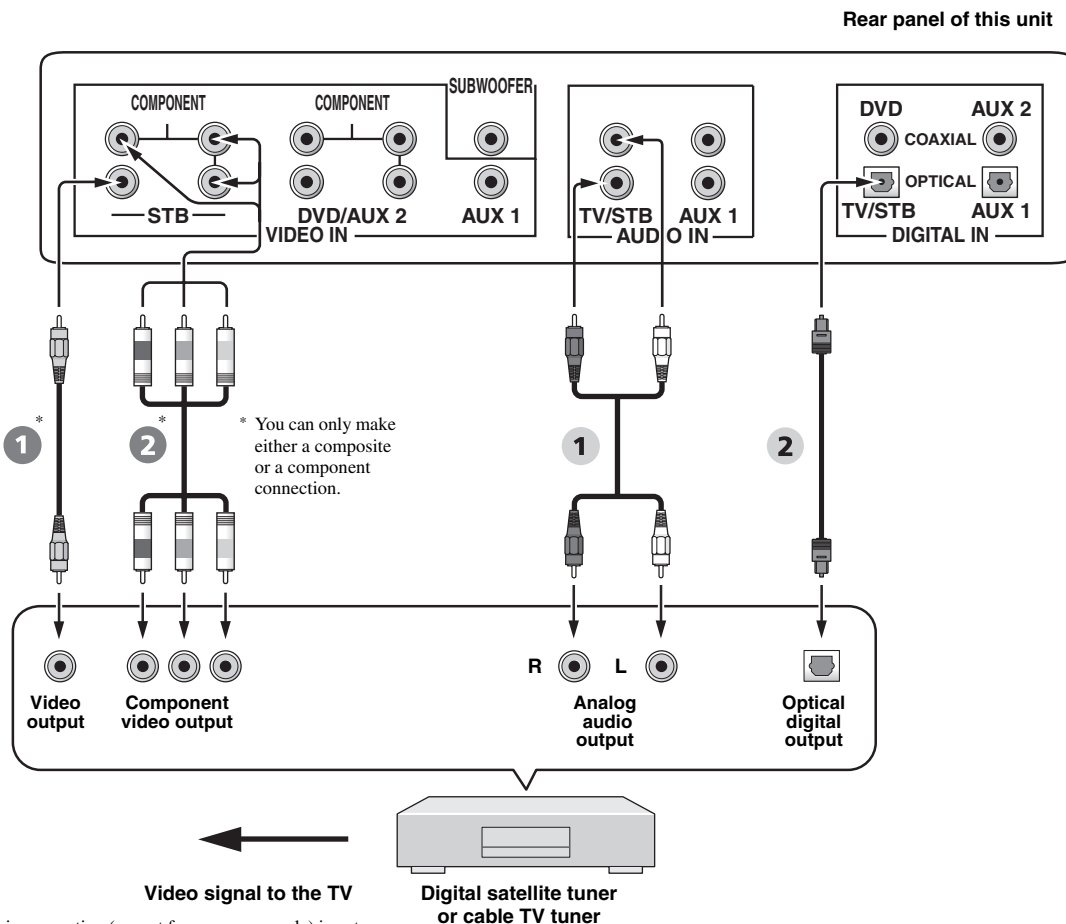 Rear panel of this unit
SUBWOOFER
COMPONENT
COMPONENT
DVD
AUX 2
COAXIAL
OPTICAL
STB
DVD/AUX 2
AUX 1
TV/STB
AUX 1
TV/STB
AUX 1
VIDEO IN
AUDIO IN
DIGITAL IN
1*
2*
* You can only make
either a composite
or a component
connection.
1
2
R
L
Video
output
Component
video output
Analog
audio
output
Optical
digital
output
Video signal to the TV
Digital satellite tuner
or cable TV tuner